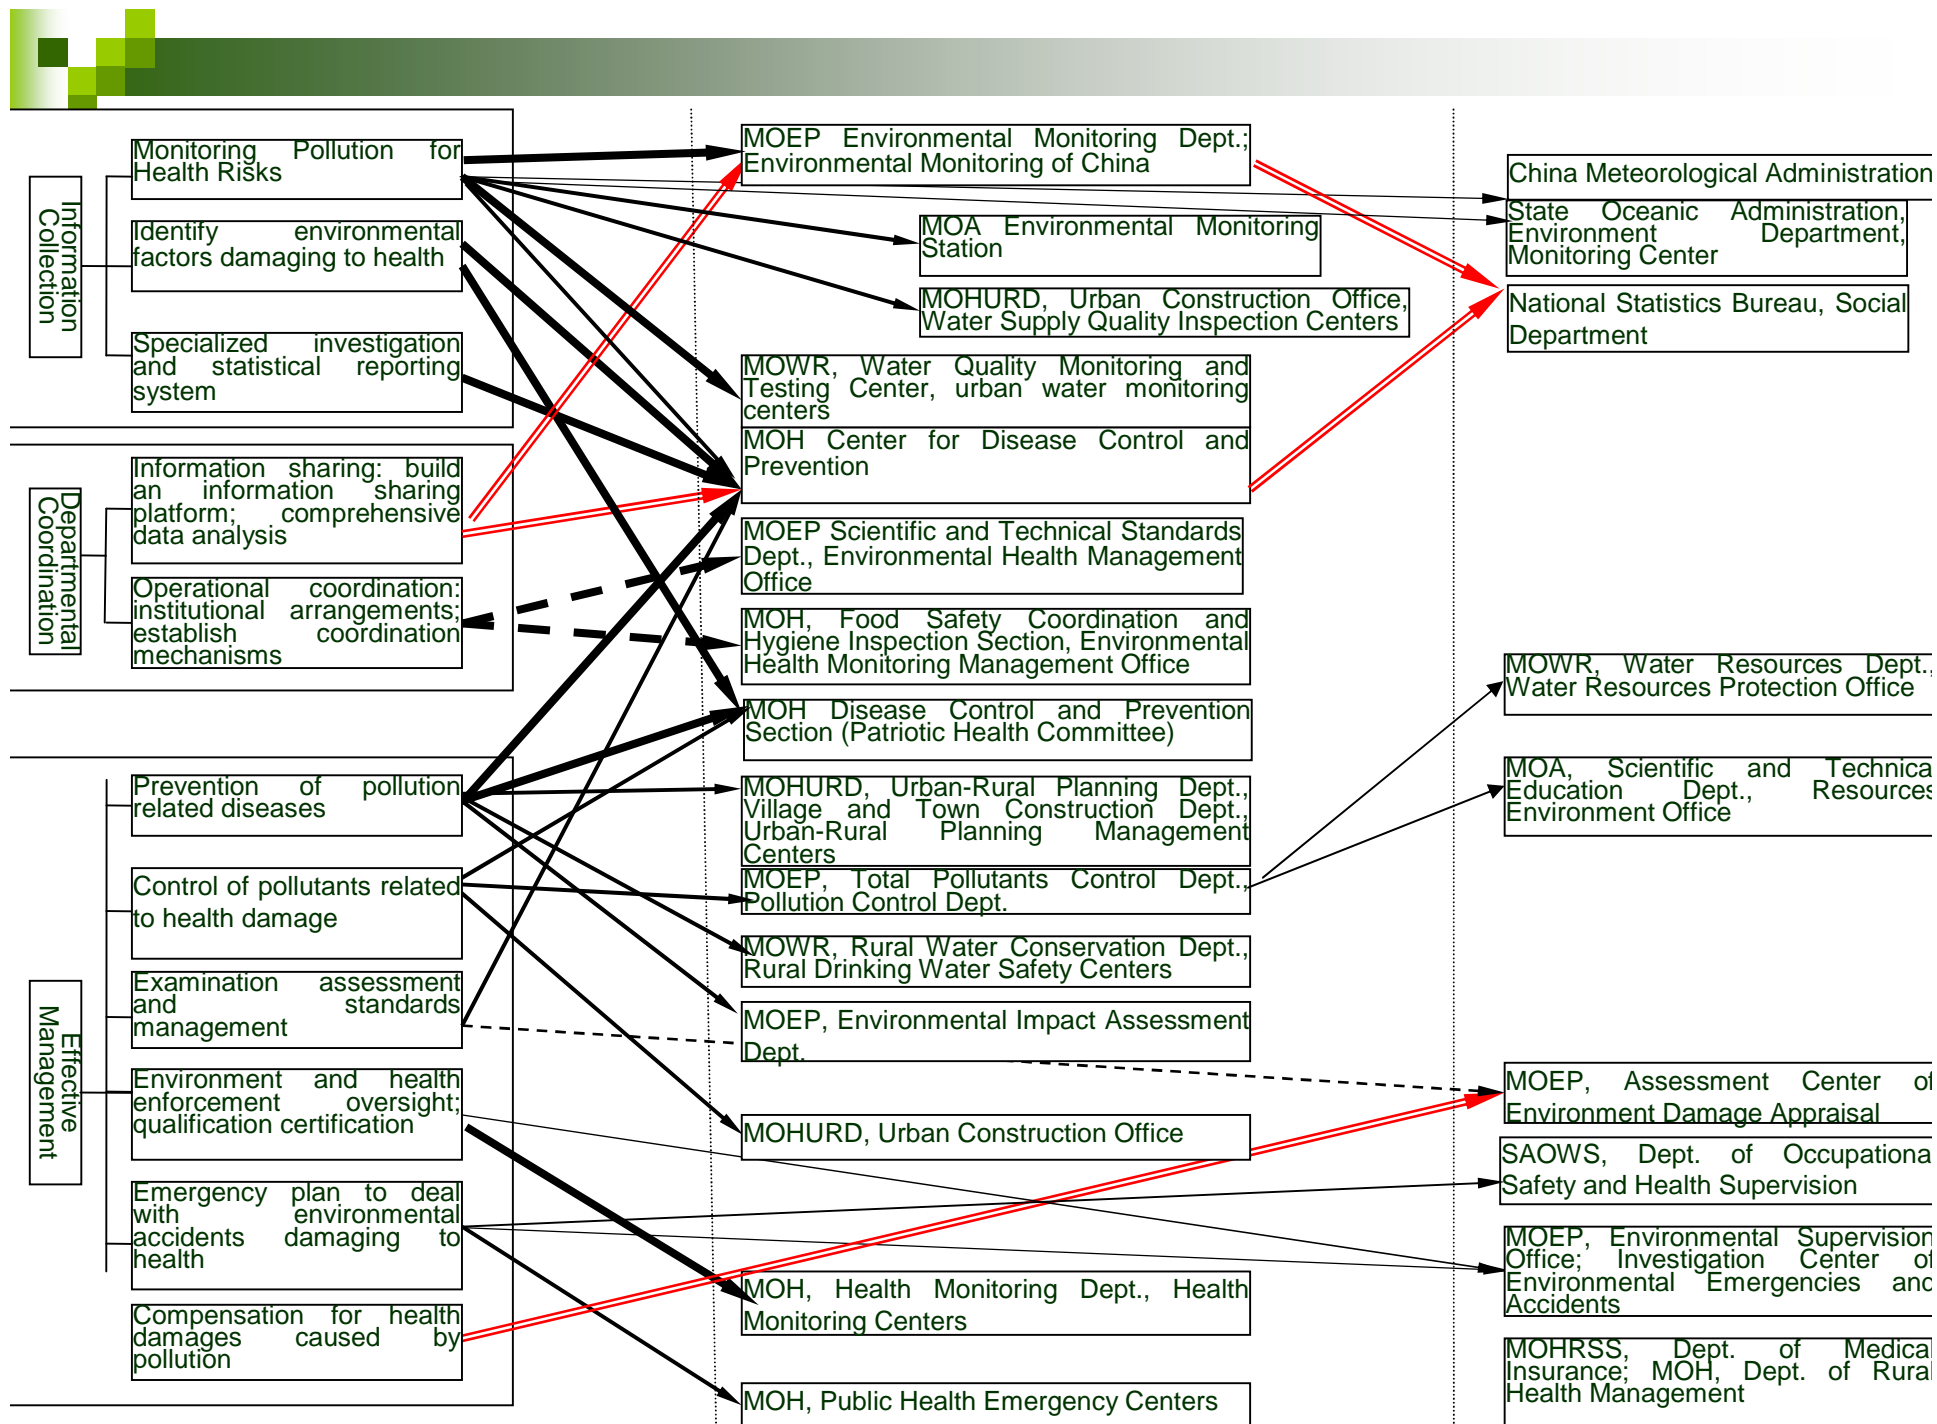 Information
Collection
Monitoring Pollution for
Health Risks
Identify environmental
factors damaging to health
Specialized investigation
and statistical reporting
system
Departmental
Coordination
Information sharing: build
an information sharing
platform; comprehensive
data analysis
Operational coordination:
institutional arrangements;
establish coordination
mechanisms
Effective
Management
Prevention of pollution
related diseases
Control of pollutants related
to health damage
Examination assessment
and standards
management
Environment and health
enforcement oversight;
qualification certification
Emergency plan to deal
with environmental
accidents damaging to
health
Compensation for health
damages caused by
pollution
MOEP Environmental Monitoring Dept.;
Environmental Monitoring of China
MOA Environmental Monitoring
Station
MOHURD, Urban Construction Office,
Water Supply Quality Inspection Centers
MOWR, Water Quality Monitoring and
Testing Center, urban water monitoring
centers
MOH Center for Disease Control and
Prevention
MOEP Scientific and Technical Standards
Dept., Environmental Health Management
Office
MOH, Food Safety Coordination and
Hygiene Inspection Section, Environmental
Health Monitoring Management Office
MOH Disease Control and Prevention
Section (Patriotic Health Committee)
MOHURD, Urban-Rural Planning Dept.,
Village and Town Construction Dept.,
Urban-Rural Planning Management
Centers
MOEP, Total Pollutants Control Dept.,
Pollution Control Dept.
MOWR, Rural Water Conservation Dept.,
Rural Drinking Water Safety Centers
MOEP, Environmental Impact Assessment
Dept.
MOHURD, Urban Construction Office
MOH, Health Monitoring Dept., Health
Monitoring Centers
MOH, Public Health Emergency Centers
China Meteorological Administration
State Oceanic Administration,
Environment Department,
Monitoring Center
National Statistics Bureau, Social
Department
MOWR, Water Resources Dept.,
Water Resources Protection Office
MOA, Scientific and Technica
Education Dept., Resources
Environment Office
MOEP, Assessment Center of
Environment Damage Appraisal
SAOWS, Dept. of Occupationa
Safety and Health Supervision
MOEP, Environmental Supervision
Office; Investigation Center of
Environmental Emergencies and
Accidents
MOHRSS, Dept. of Medical
Insurance; MOH, Dept. of Rural
Health Management